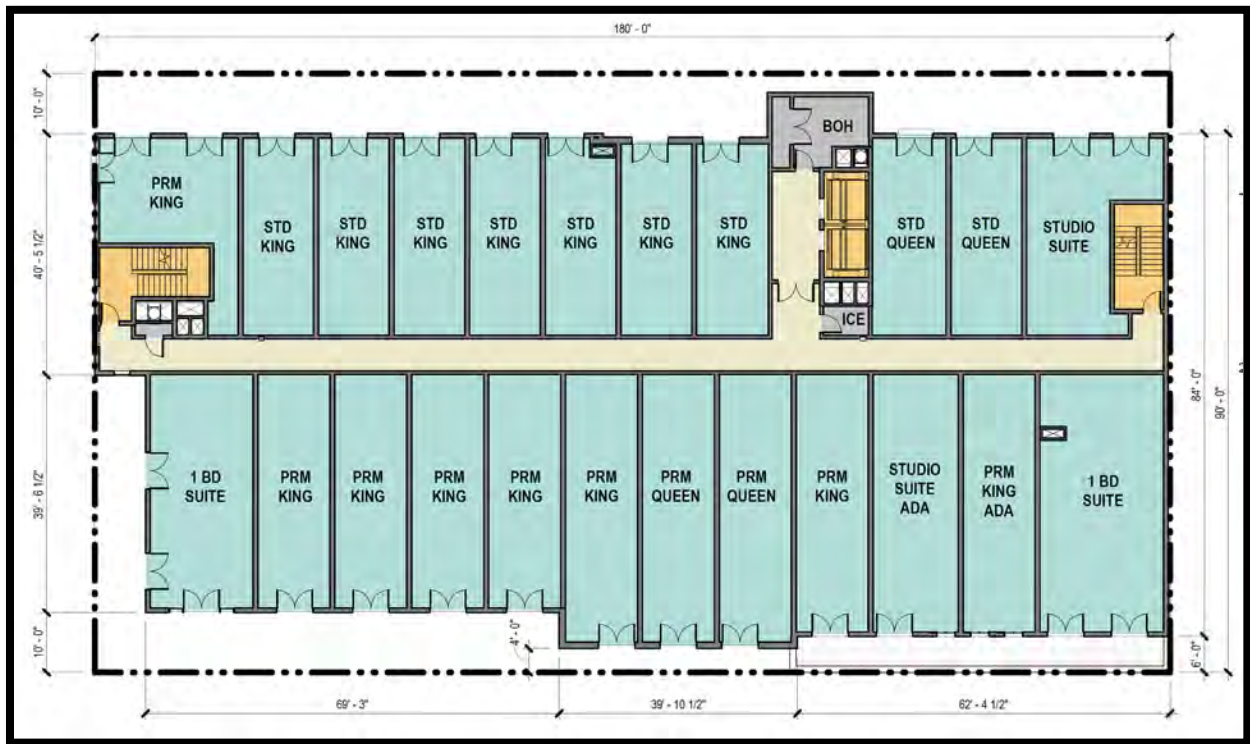 180' - 0"
10' - 0"
BOH
PRM
KING
STD
KING
STD
KING
STD
KING
STD
KING
STD
KING
STD
KING
STD
KING
STD
QUEEN
STD
QUEEN
STUDIO
SUITE
40' - 5 1/2"
ICE
84' - 0"
90' - 0"
1 BD
SUITE
PRM
KING
PRM
KING
PRM
KING
PRM
KING
PRM
KING
PRM
QUEEN
PRM
QUEEN
PRM
KING
STUDIO
SUITE
ADA
PRM
KING
ADA
1 BD
SUITE
39' - 6 1/2"
10' - 0"
4' - 0"
6' - 0"
69' - 3"
39' - 10 1/2"
62' - 4 1/2"